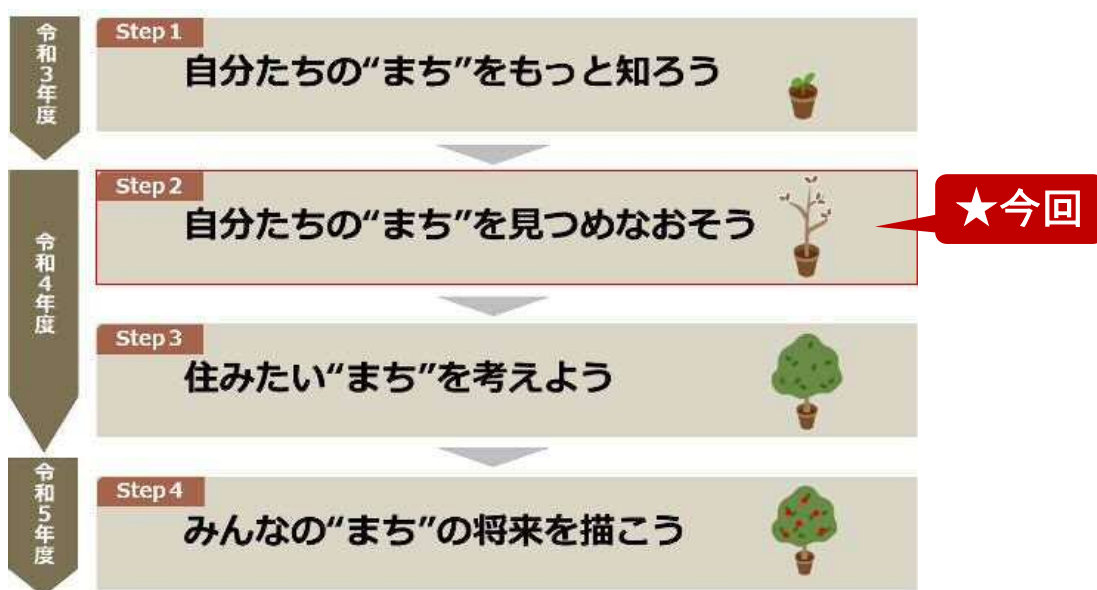 令和3年度
Step 1
自分たちの“まち”をもっと知ろう
令和4年度
Step 2
自分たちの“まち”を見つめなおそう
★今回
Step 3
住みたい“まち”を考えよう
令和5年度
Step 4
みんなの“まち”の将来を描こう